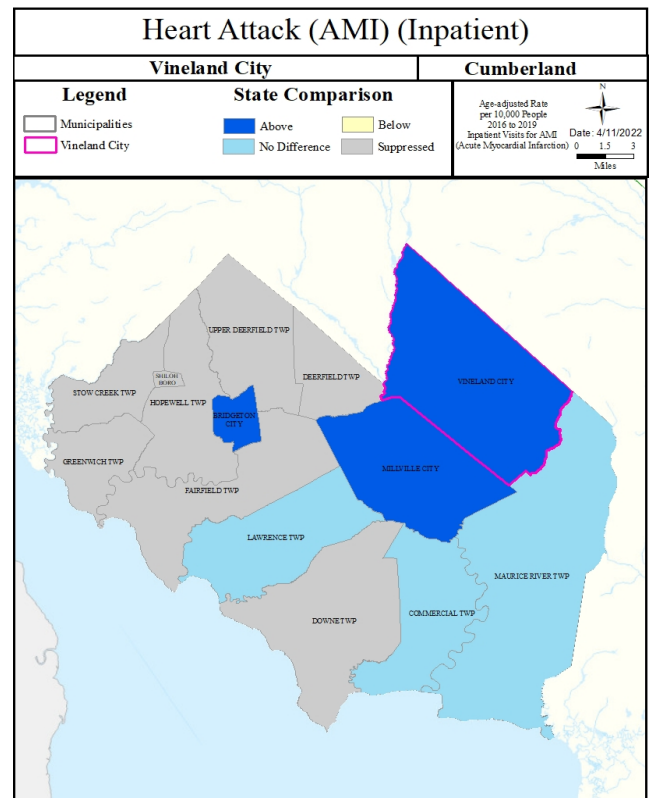 Heart Attack (AMI) (Inpatient)
Vineland City
Cumberland
Legend
Municipalities
Vineland City
State Comparison
Above
Below
No Difference
Suppressed
Age-adjusted Rate
per 10,000 People
2016 to 2019
Inpatient Visits for AMI
(Acute Myocardial Infarction)
N
Date: 4/11/2022
0 1.5 3
Miles
UPPER DEERFIELD TWP
DEERFIELD TWP
VINELAND CITY
SHILOH
BORO
STOW CREEK TWP
HOPEWELL TWP
BRIDGETON
CITY
GREENWICH TWP
MILLVILLE CITY
FAIRFIELD TWP
LAWRENCE TWP
MAURICE RIVER TWP
COMMERCIAL TWP
DOWNE TWP